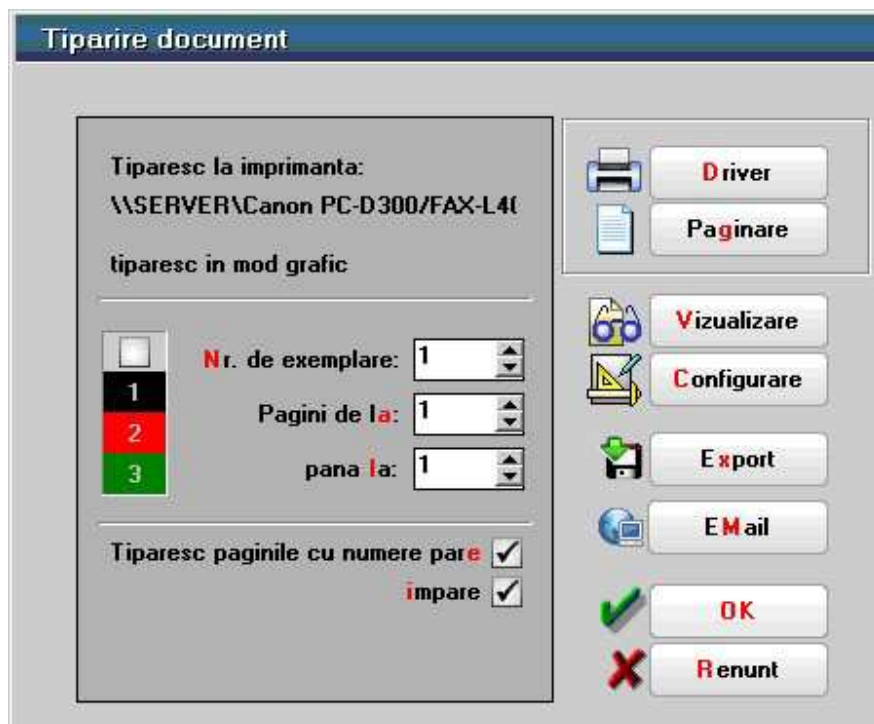 Tiparire document
Tiparesc la imprimanta:
\\SERVER\Canon PC-D300/FAX-L4(
tiparesc in mod grafic
1
2
3
Nr. de exemplare: 1
Pagini de la: 1
pana la: 1
Tiparesc paginile cu numere pare
impare
Driver
Paginare
Vizualizare
Configurare
Export
EMail
OK
Renunt